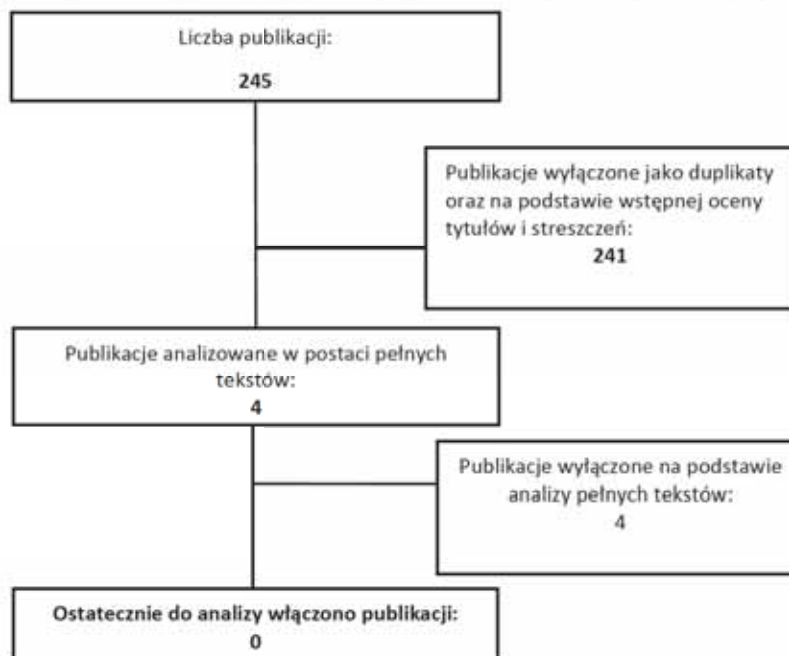 Liczba publikacji:
245
Publikacje wyłączone jako duplikaty
oraz na podstawie wstępnej oceny
tytułów i streszczeń:
241
Publikacje analizowane w postaci pełnych
tekstów:
4
Publikacje wyłączone na podstawie
analizy pełnych tekstów:
4
Ostatecznie do analizy włączono publikacji:
0